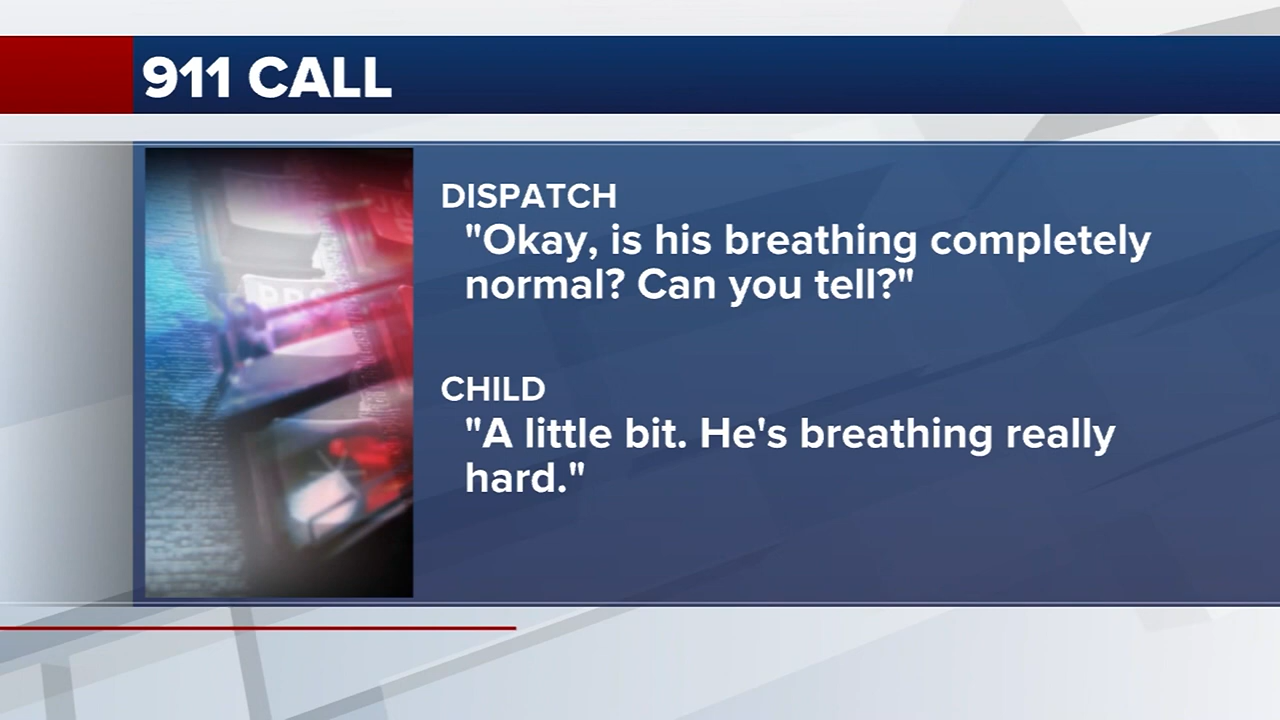 911 CALL
DISPATCH
"Okay, is his breathing completely
normal? Can you tell?"
CHILD
"A little bit. He's breathing really
hard."